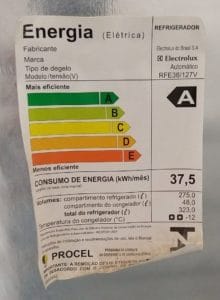 Energia (Elétrica) REFRIGERADOR
Fabricante Electrolux do Brasil S.A
Marca Electrolux
Tipo de degelo Automático
Modelo /tensão(V) RFE38/127V
Mais eficiente
A A
B
C
D
E
Menos eficiente
CONSUMO DE ENERGIA (kWh/mês) 37,5
Volumes: compartimento refrigerado (ℓ) 275,0
compartimento do congelador (ℓ) 48,0
total do refrigerador (ℓ) 323,0
Temperatura do congelador (°C) -12
A
PROCEL